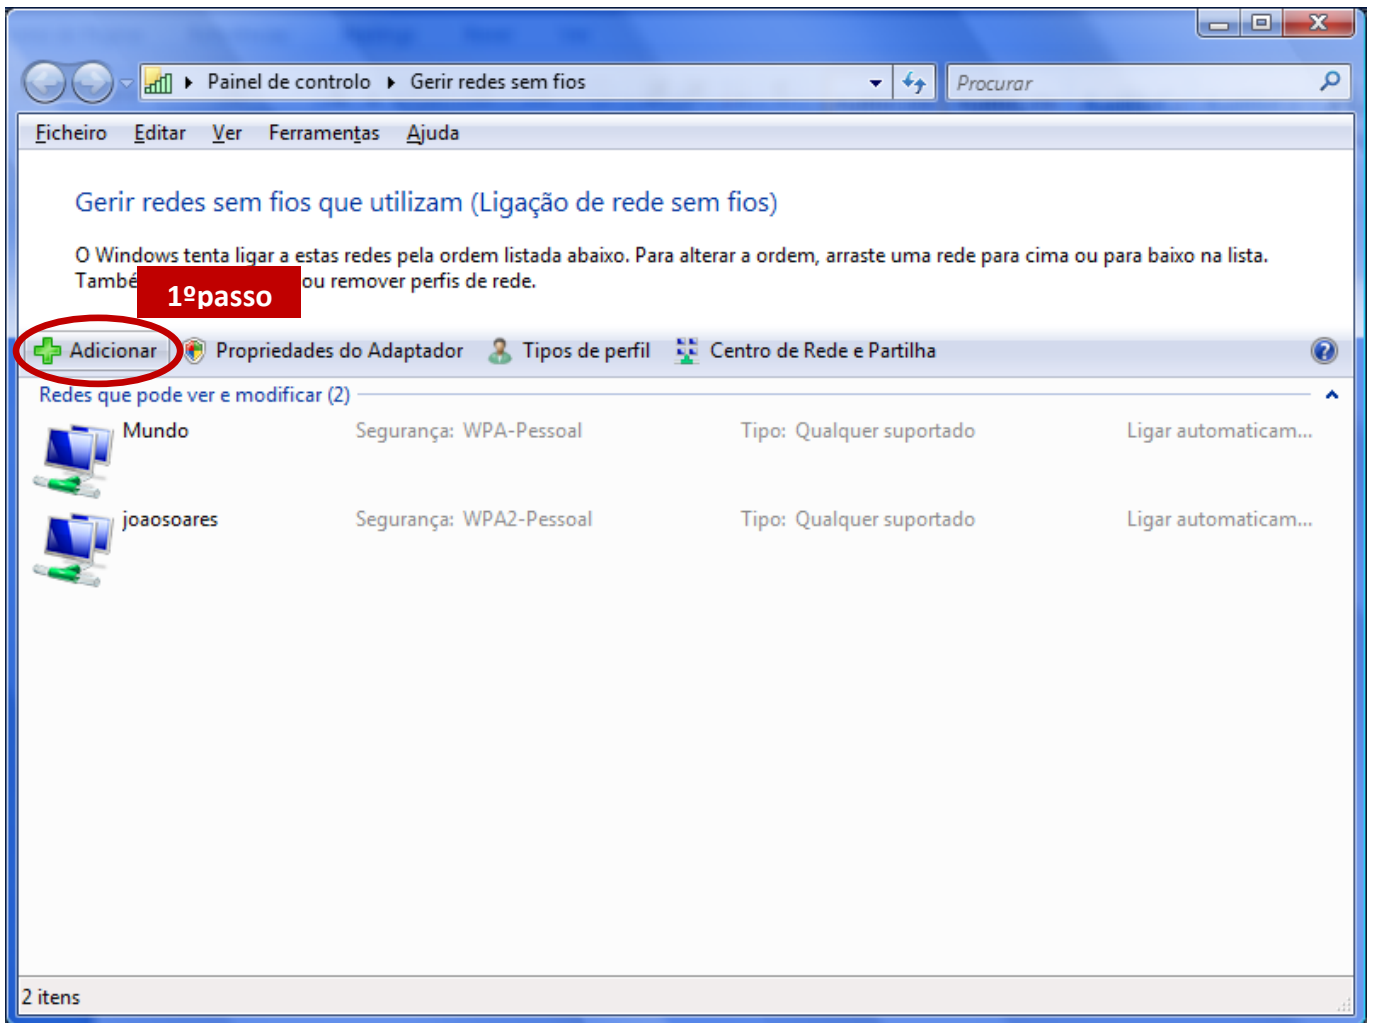 Painel de controlo Gerir redes sem fios
Procurar
Ficheiro Editar Ver Ferramentas Ajuda
Gerir redes sem fios que utilizam (Ligação de rede sem fios)
O Windows tenta ligar a estas redes pela ordem listada abaixo. Para alterar a ordem, arraste uma rede para cima ou para baixo na lista.
ou remover perfis de rede.
1ºpasso
Adicionar Propriedades do Adaptador Tipos de perfil Centro de Rede e Partilha
Redes que pode ver e modificar (2)
Mundo Segurança: WPA-Pessoal Tipo: Qualquer suportado Ligar automaticam...
joaosoares Segurança: WPA2-Pessoal Tipo: Qualquer suportado Ligar automaticam...
2 itens